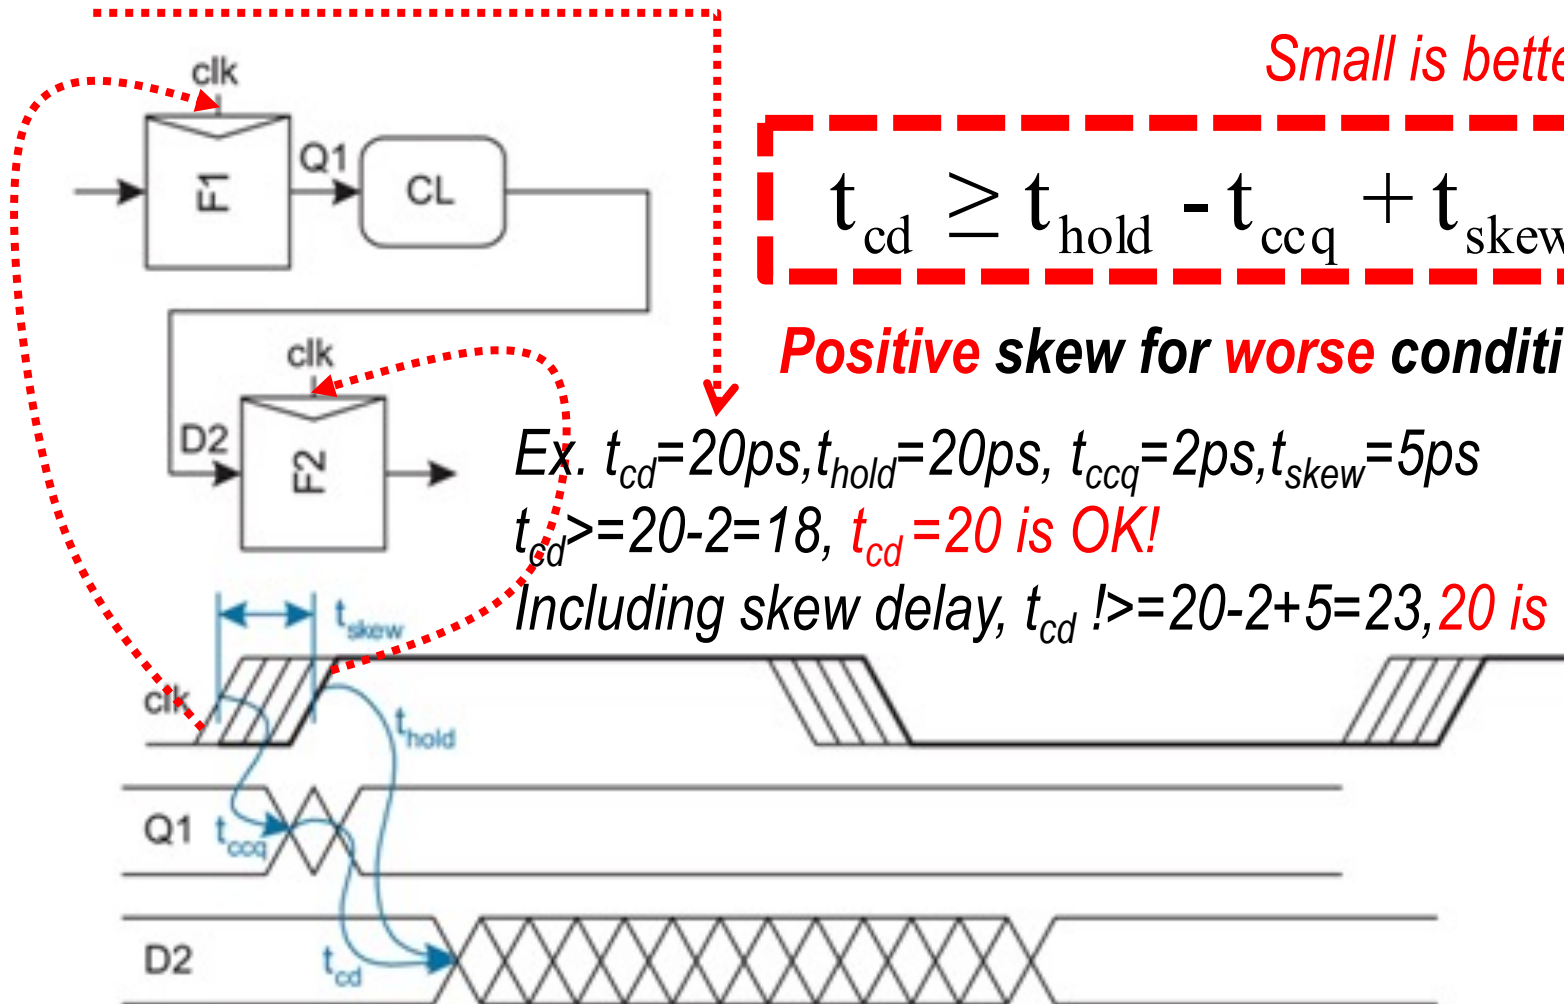 Small is bette
clk
Q1
F1
CL
t_cd ≥ t_hold - t_ccq + t_skew
Positive skew for worse conditi
clk
D2
F2
Ex. t_cd=20ps,t_hold=20ps, t_ccq=2ps,t_skew=5ps
t_cd>=20-2=18, t_cd =20 is OK!
Including skew delay, t_cd !>=20-2+5=23,20 is
t_skew
clk
t_hold
Q1
t_ccq
D2
t_cd